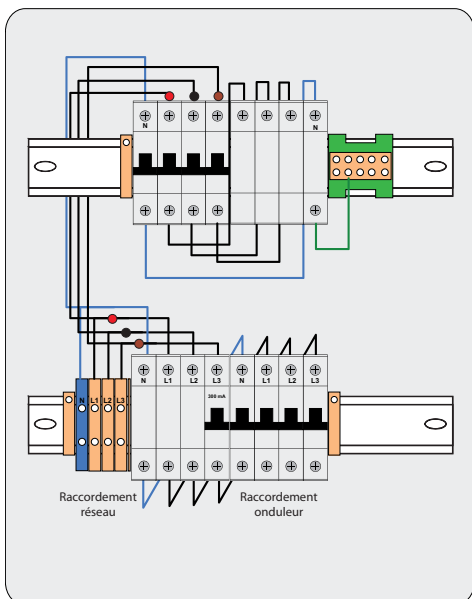 N N
N L1 L2 L3 N L1 L2 L3
300 mA
N L1 L2 L3
Raccordement
réseau
Raccordement
onduleur